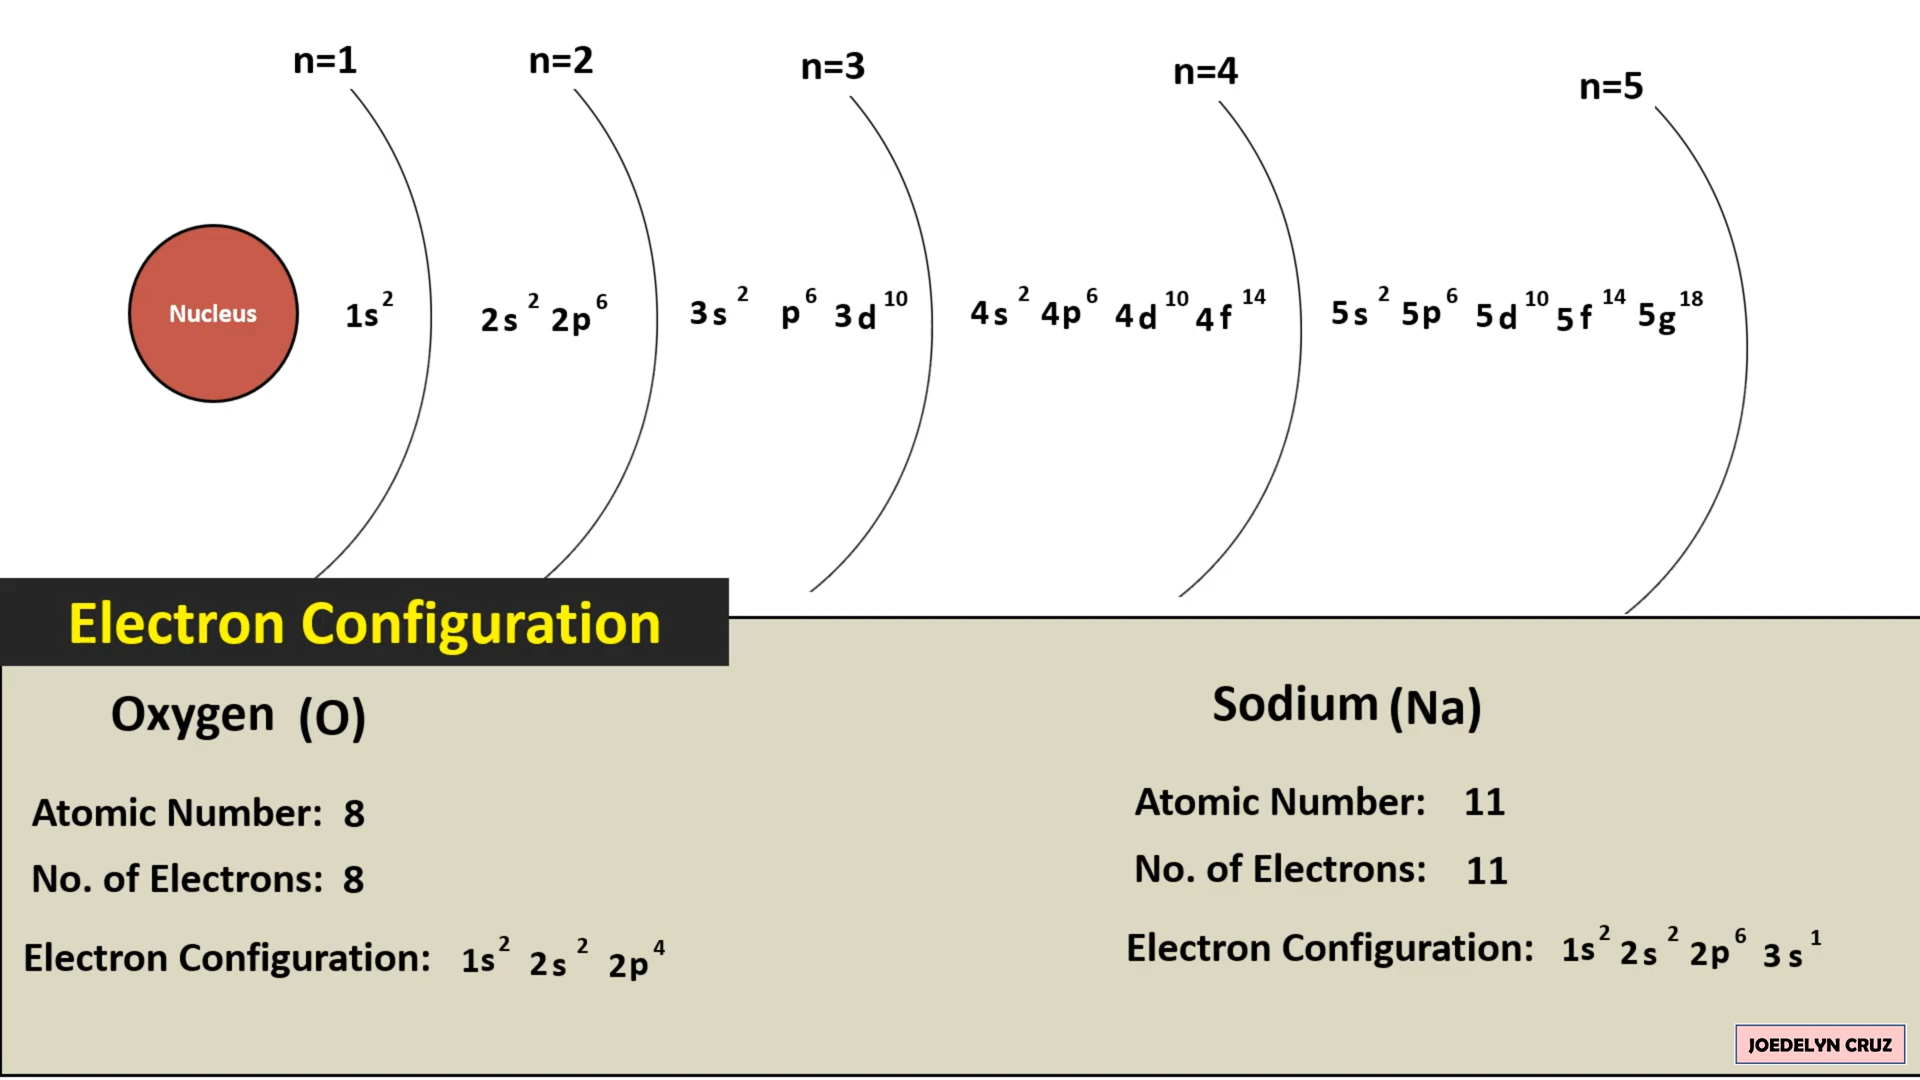 n=1 n=2 n=3 n=4 n=5
Nucleus 1s² 2s² 2p⁶ 3s² p⁶ 3d¹⁰ 4s² 4p⁶ 4d¹⁰ 4f¹⁴ 5s² 5p⁶ 5d¹⁰ 5f¹⁴ 5g¹⁸
Electron Configuration
Oxygen (O)
Atomic Number: 8
No. of Electrons: 8
Electron Configuration: 1s² 2s² 2p⁴
Sodium (Na)
Atomic Number: 11
No. of Electrons: 11
Electron Configuration: 1s² 2s² 2p⁶ 3s¹
JOEDELYN CRUZ